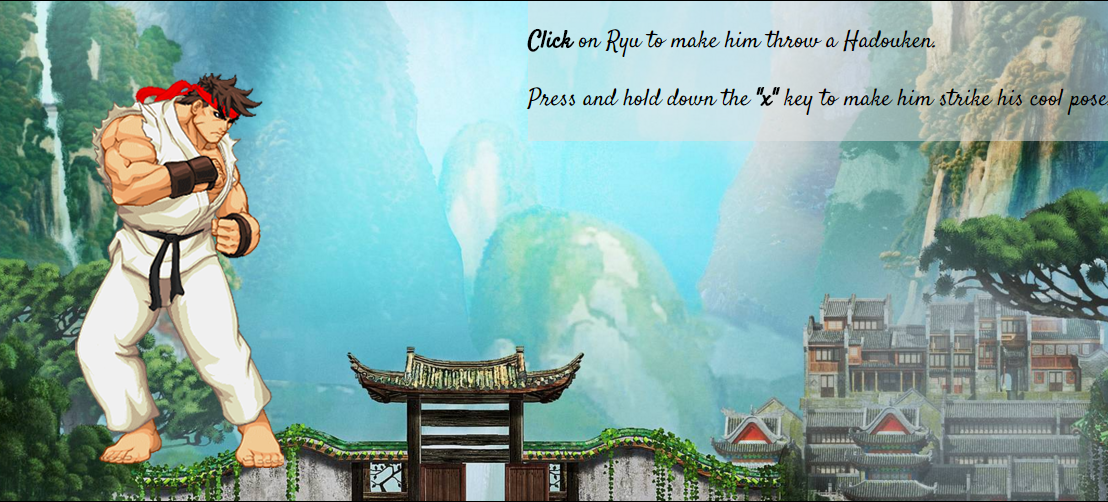 Click on Ryu to make him throw a Hadouken.
Press and hold down the "x" key to make him strike his cool pose